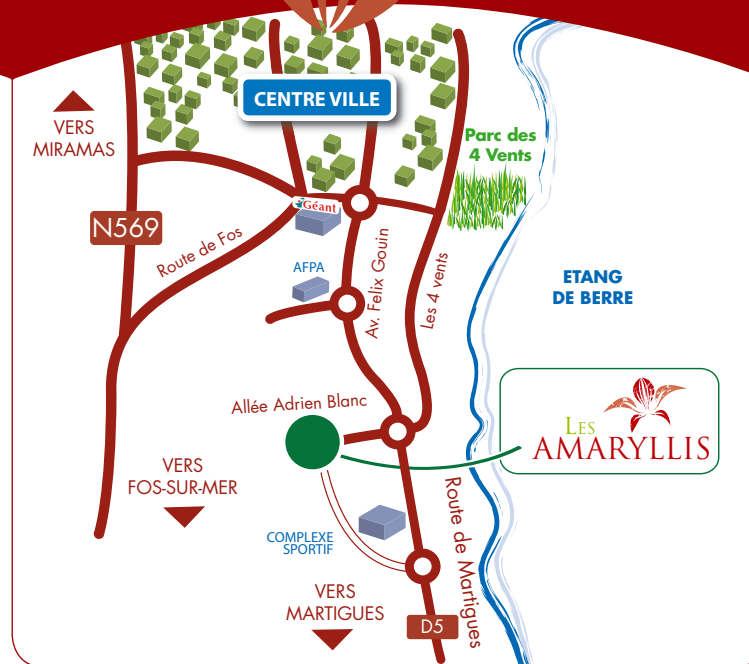 CENTRE VILLE
VERS
MIRAMAS
Parc des
4 Vents
Géant
N569
Route de Fos
AFPA
Av. Felix Gouin
Les 4 vents
ETANG
DE BERRE
Allée Adrien Blanc
LES
AMARYLLIS
VERS
FOS-SUR-MER
Route de Martigues
COMPLEXE
SPORTIF
VERS
MARTIGUES
D5